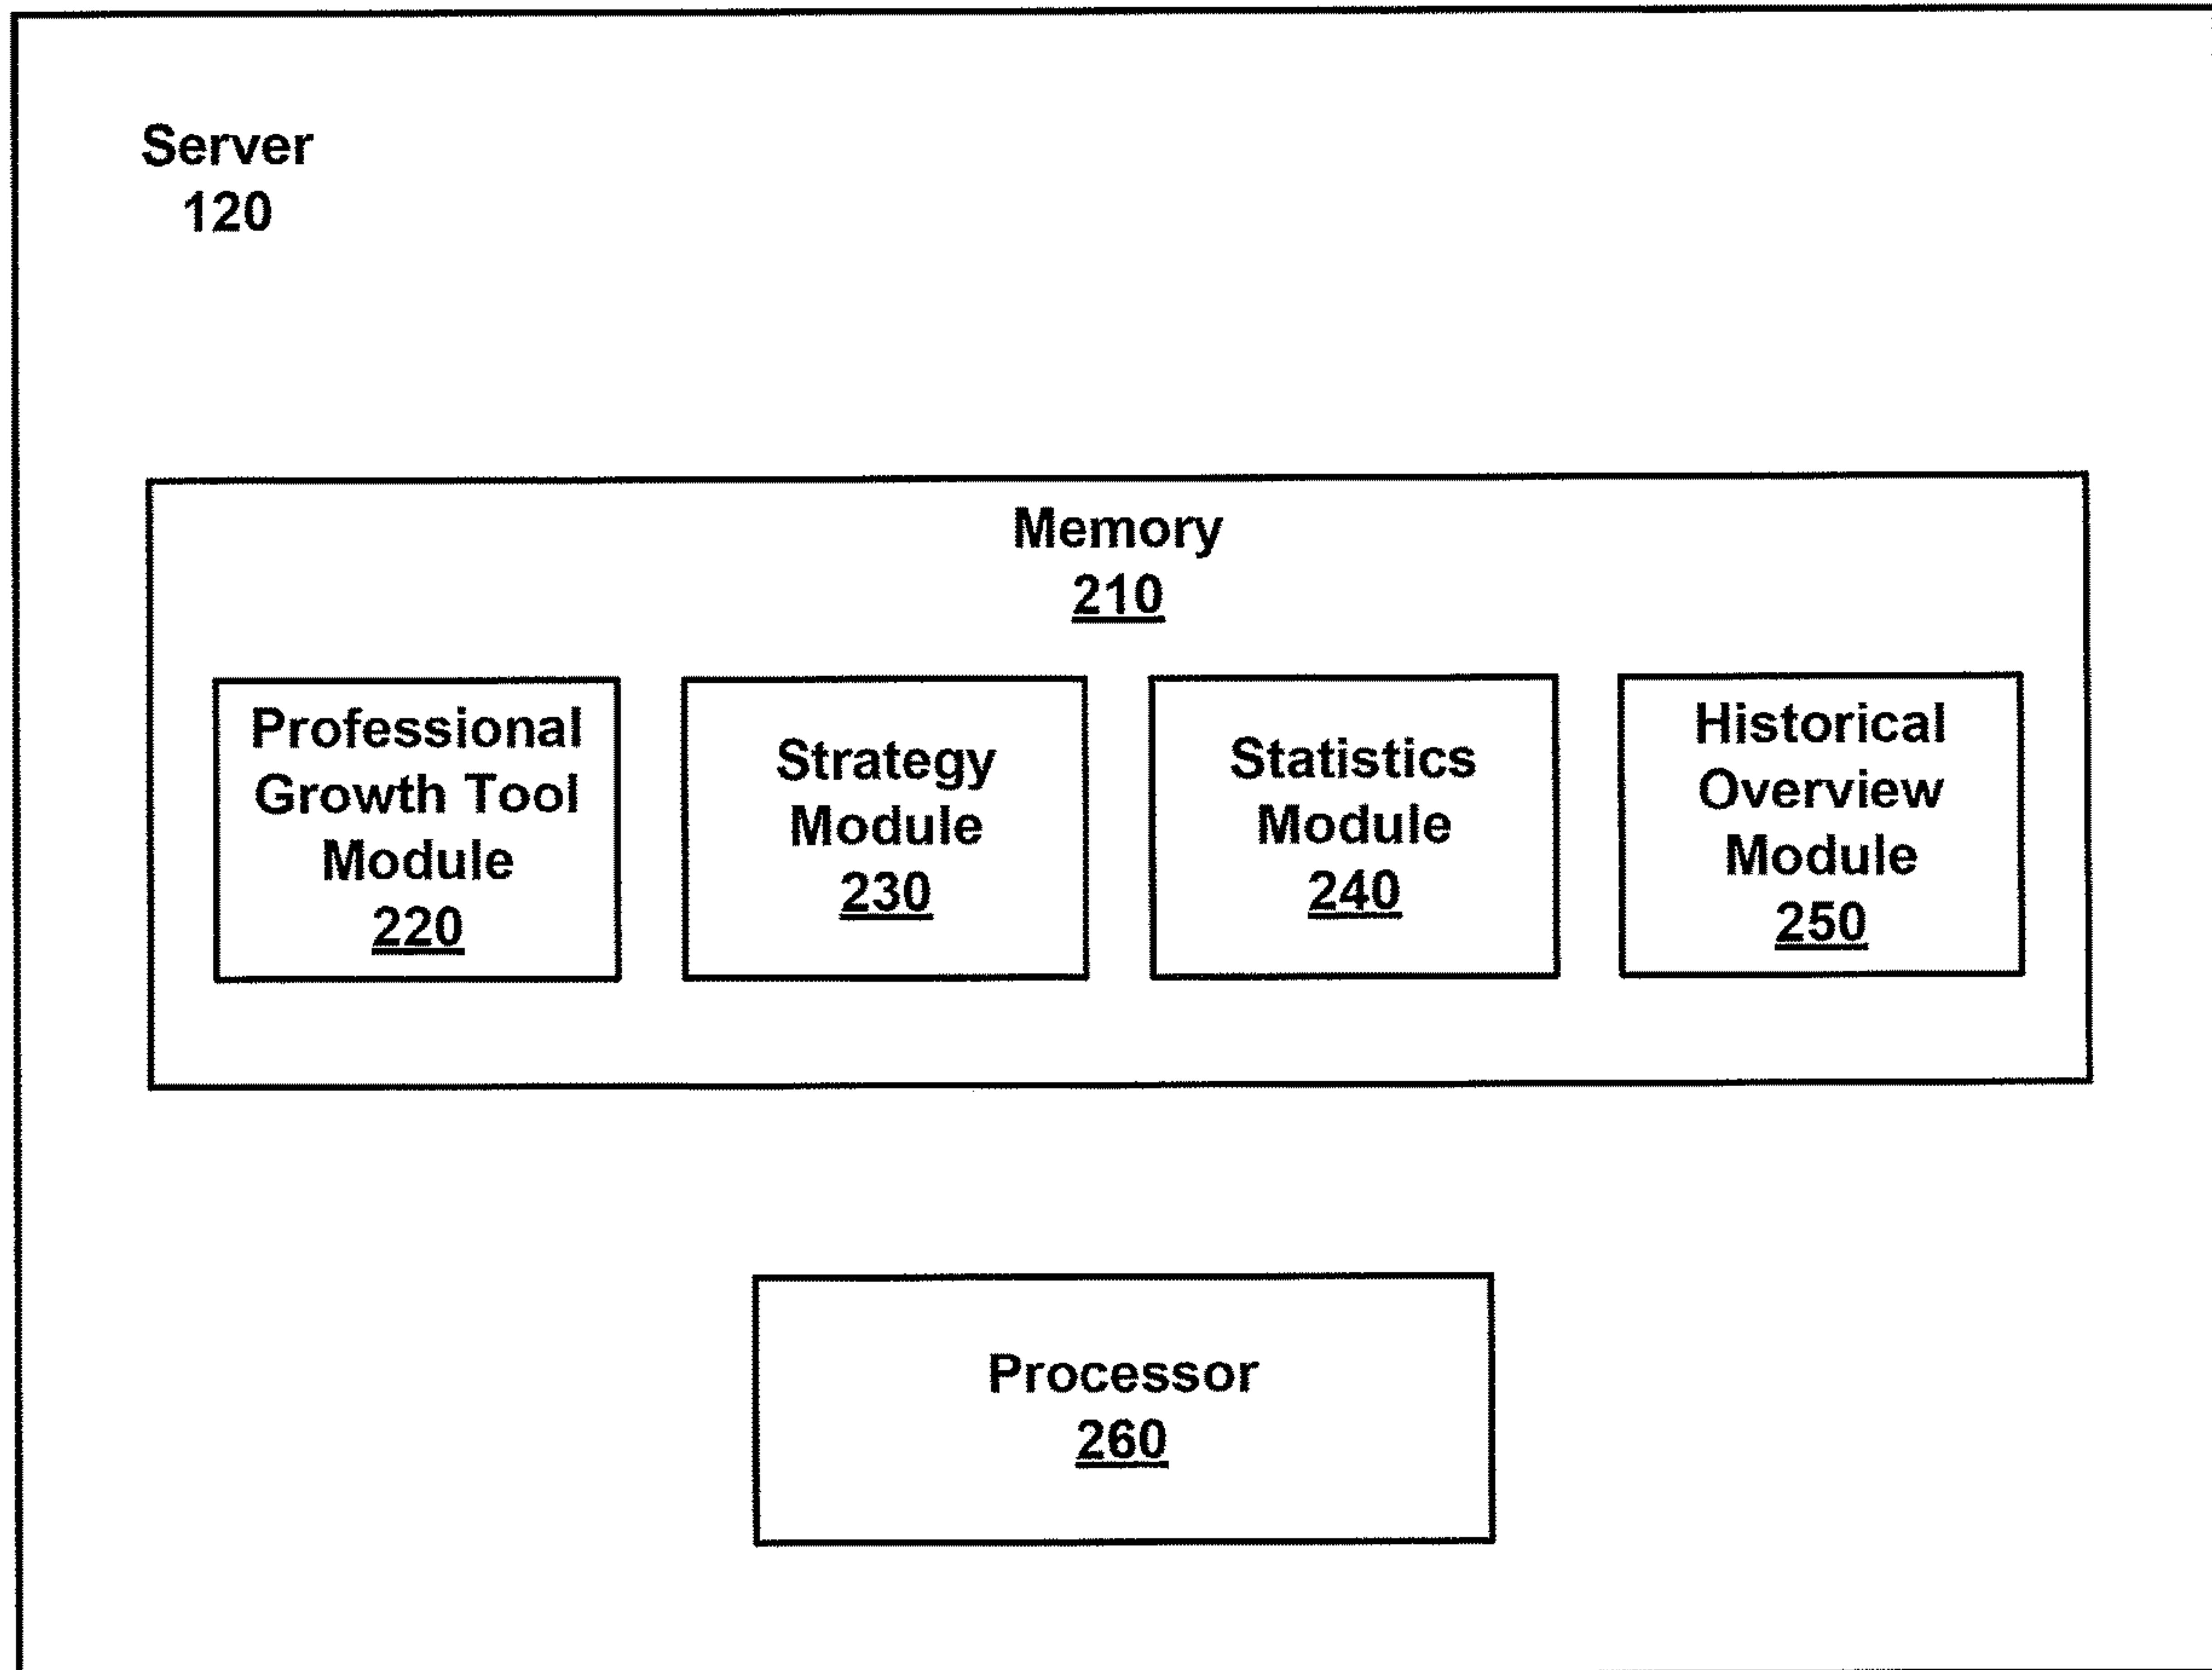 Server
120
Memory
210
Professional
Growth Tool
Module
220
Strategy
Module
230
Statistics
Module
240
Historical
Overview
Module
250
Processor
260